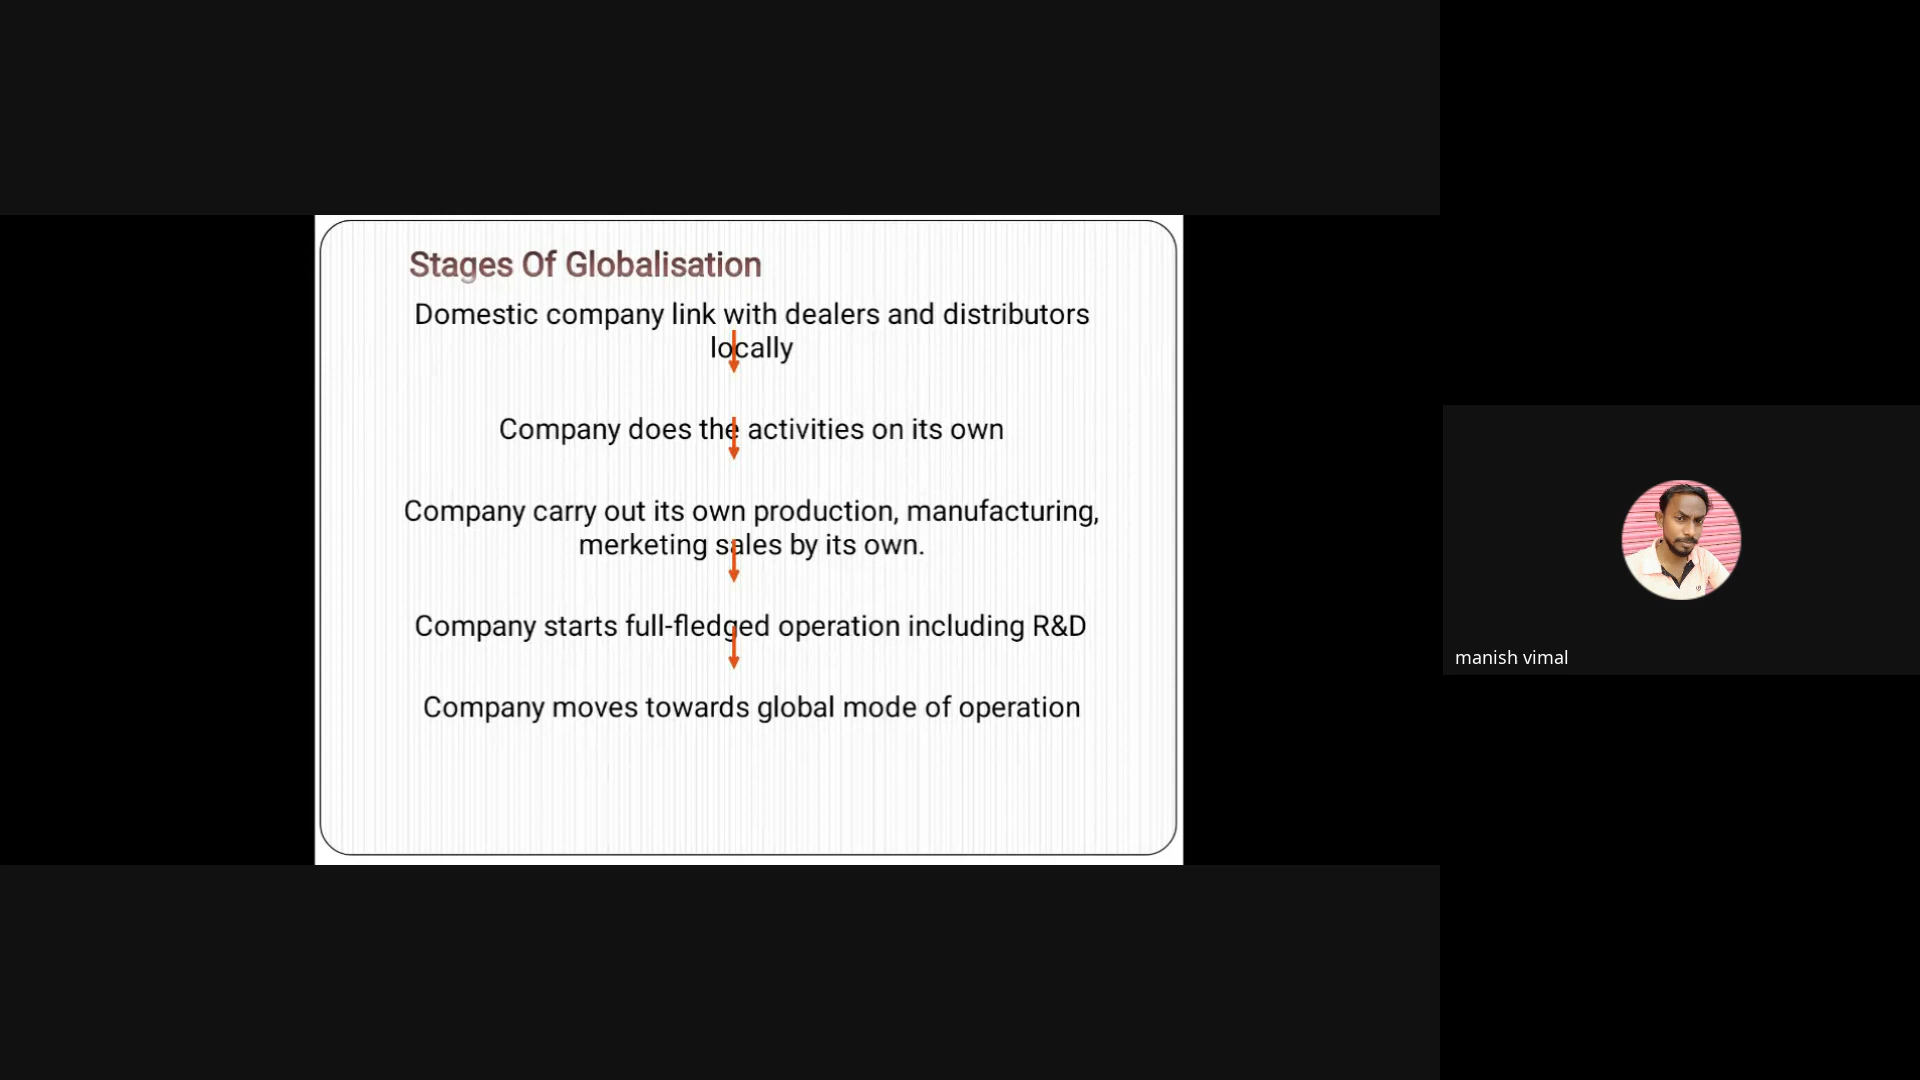 Stages Of Globalisation
Domestic company link with dealers and distributors
locally
Company does the activities on its own
Company carry out its own production, manufacturing,
merketing sales by its own.
Company starts full-fledged operation including R&D
Company moves towards global mode of operation
manish vimal